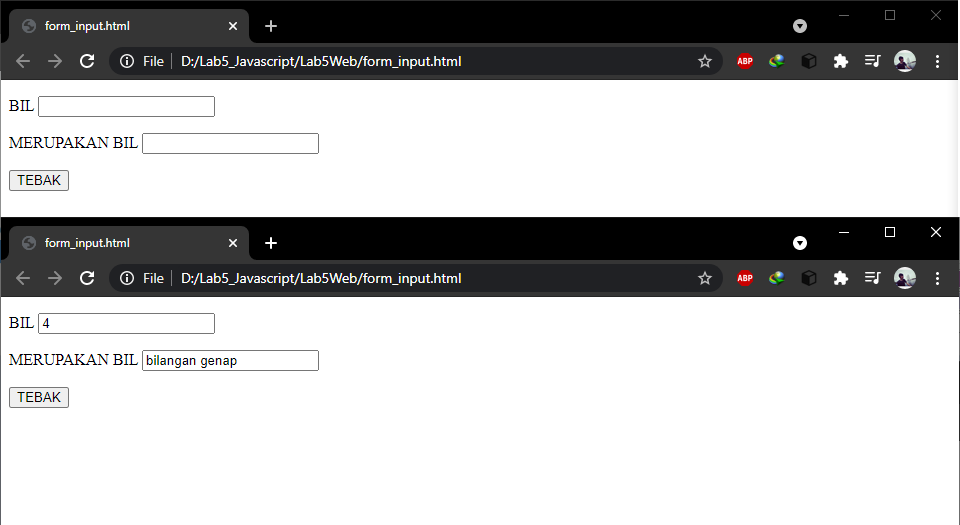 form_input.html
File D:/Lab5_Javascript/Lab5Web/form_input.html
ABP
BIL
MERUPAKAN BIL
TEBAK
form_input.html
File D:/Lab5_Javascript/Lab5Web/form_input.html
ABP
BIL 4
MERUPAKAN BIL bilangan genap
TEBAK